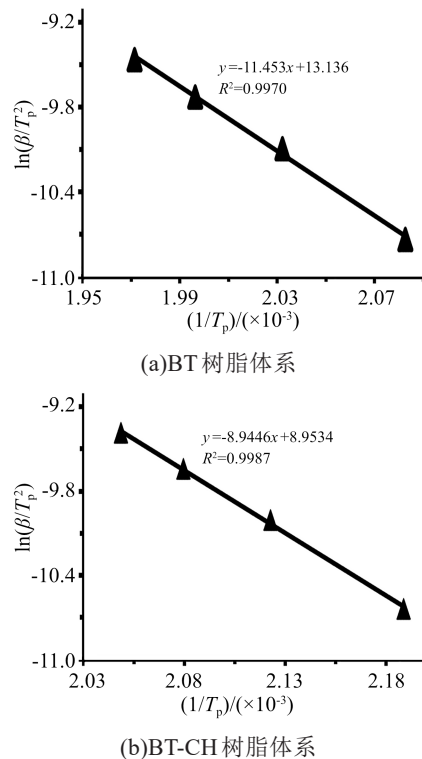 -9.2
y=-11.453x+13.136
R²=0.9970
-9.8
ln(β/Tp²)
-10.4
-11.0
1.95 1.99 2.03 2.07
(1/Tp)/(×10⁻³)
(a)BT树脂体系
-9.2
y=-8.9446x+8.9534
R²=0.9987
-9.8
ln(β/Tp²)
-10.4
-11.0
2.03 2.08 2.13 2.18
(1/Tp)/(×10⁻³)
(b)BT-CH树脂体系